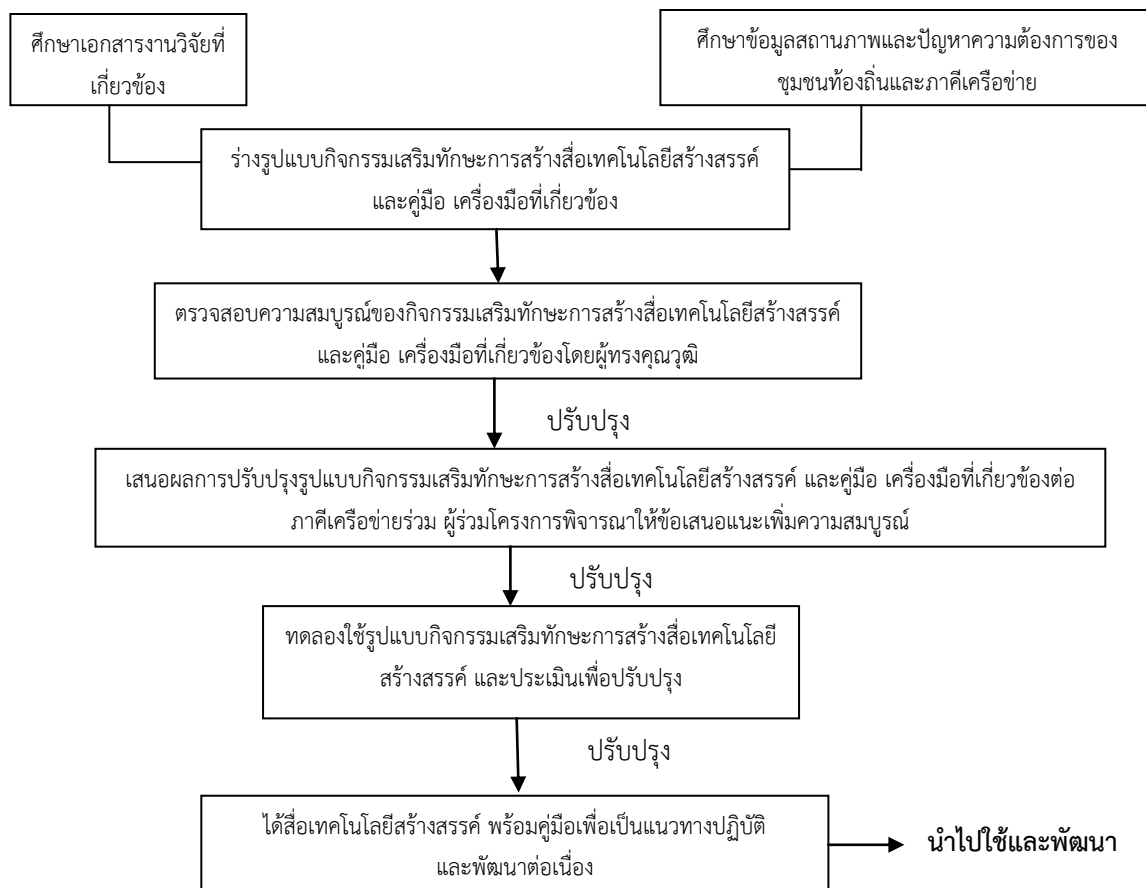 ศึกษาเอกสารงานวิจัยที่
เกี่ยวข้อง
ศึกษาข้อมูลสถานภาพและปัญหาความต้องการของ
ชุมชนท้องถิ่นและภาคีเครือข่าย
ร่างรูปแบบกิจกรรมเสริมทักษะการสร้างสื่อเทคโนโลยีสร้างสรรค์
และคู่มือ เครื่องมือที่เกี่ยวข้อง
ตรวจสอบความสมบูรณ์ของกิจกรรมเสริมทักษะการสร้างสื่อเทคโนโลยีสร้างสรรค์
และคู่มือ เครื่องมือที่เกี่ยวข้องโดยผู้ทรงคุณวุฒิ
ปรับปรุง
เสนอผลการปรับปรุงรูปแบบกิจกรรมเสริมทักษะการสร้างสื่อเทคโนโลยีสร้างสรรค์ และคู่มือ เครื่องมือที่เกี่ยวข้องต่อ
ภาคีเครือข่ายร่วม ผู้ร่วมโครงการพิจารณาให้ข้อเสนอแนะเพิ่มความสมบูรณ์
ปรับปรุง
ทดลองใช้รูปแบบกิจกรรมเสริมทักษะการสร้างสื่อเทคโนโลยี
สร้างสรรค์ และประเมินเพื่อปรับปรุง
ปรับปรุง
ได้สื่อเทคโนโลยีสร้างสรรค์ พร้อมคู่มือเพื่อเป็นแนวทางปฏิบัติ
และพัฒนาต่อเนื่อง
นำไปใช้และพัฒนา